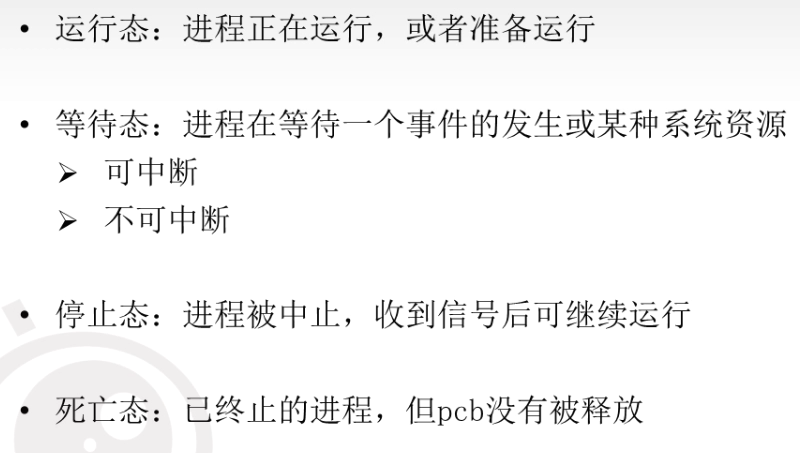 • 运行态：进程正在运行，或者准备运行
• 等待态：进程在等待一个事件的发生或某种系统资源
➢ 可中断
➢ 不可中断
• 停止态：进程被中止，收到信号后可继续运行
• 死亡态：已终止的进程，但pcb没有被释放